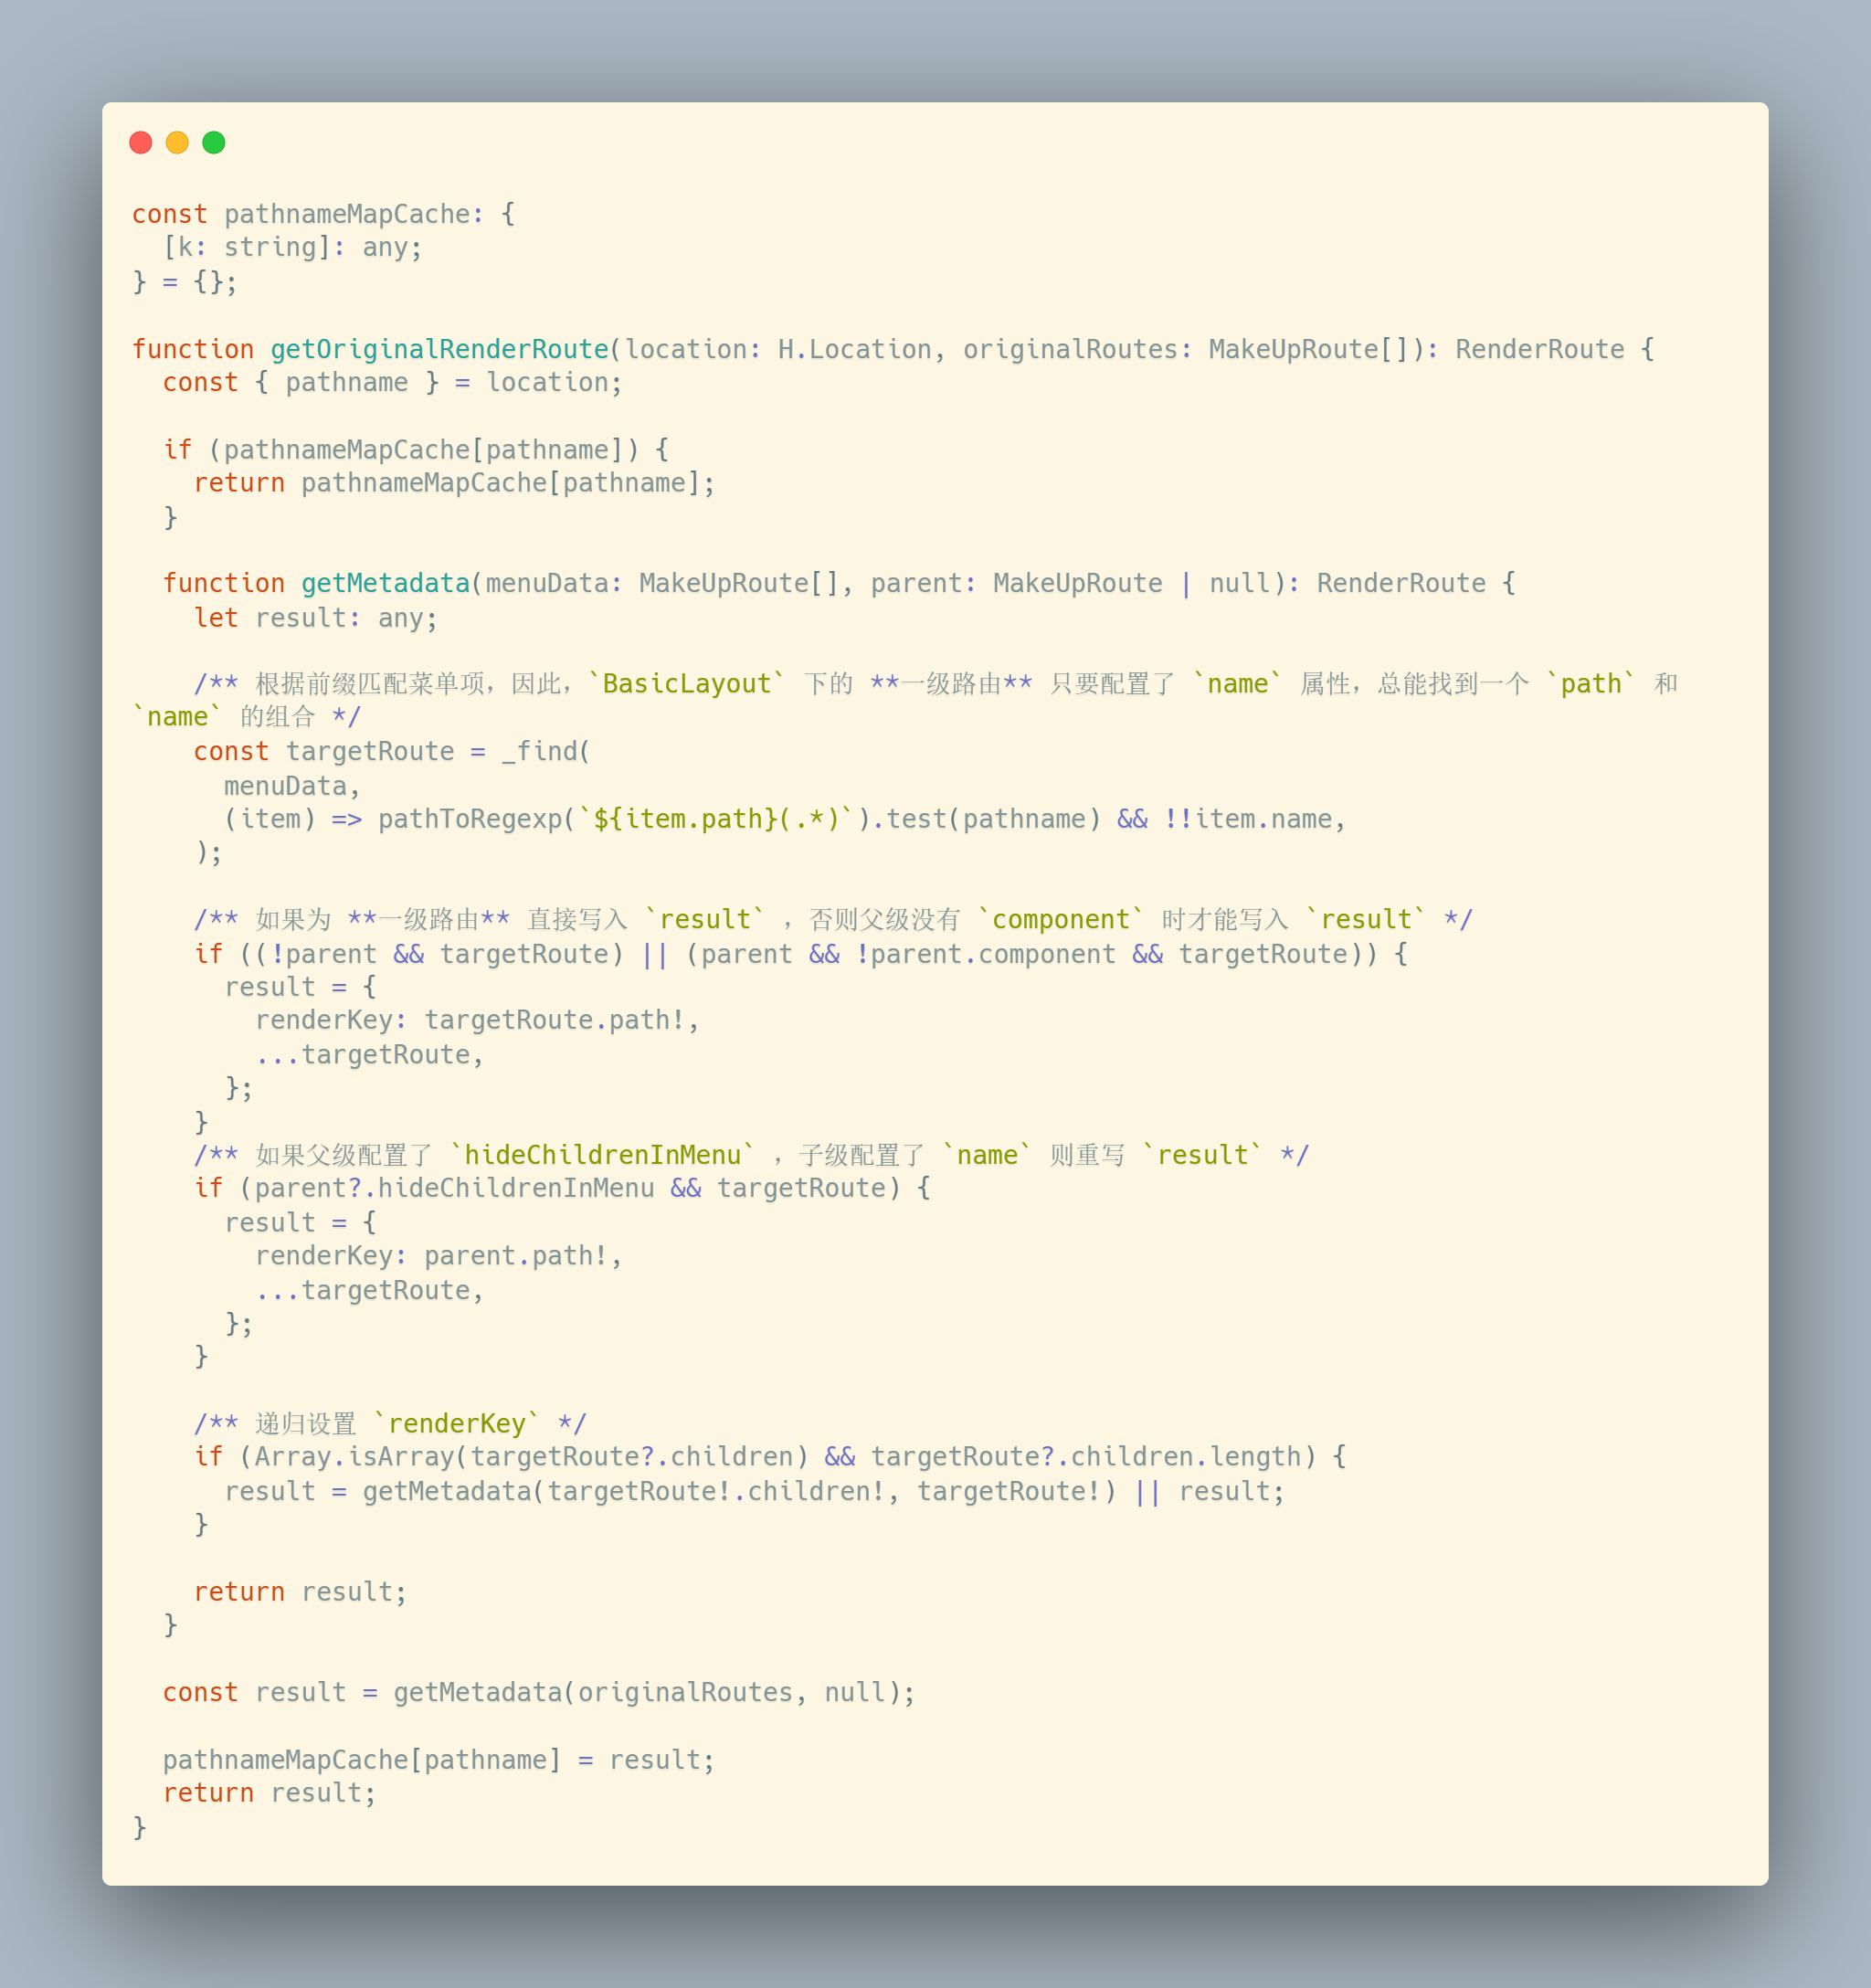 const pathnameMapCache: {
  [k: string]: any;
} = {};

function getOriginalRenderRoute(location: H.Location, originalRoutes: MakeUpRoute[]): RenderRoute {
  const { pathname } = location;

  if (pathnameMapCache[pathname]) {
    return pathnameMapCache[pathname];
  }

  function getMetadata(menuData: MakeUpRoute[], parent: MakeUpRoute | null): RenderRoute {
    let result: any;

    /** 根据前缀匹配菜单项，因此，`BasicLayout` 下的 **一级路由** 只要配置了 `name` 属性，总能找到一个 `path` 和
`name` 的组合 */
    const targetRoute = _find(
      menuData,
      (item) => pathToRegexp(`${item.path}(.*)`).test(pathname) && !!item.name,
    );

    /** 如果为 **一级路由** 直接写入 `result` ，否则父级没有 `component` 时才能写入 `result` */
    if ((!parent && targetRoute) || (parent && !parent.component && targetRoute)) {
      result = {
        renderKey: targetRoute.path!,
        ...targetRoute,
      };
    }
    /** 如果父级配置了 `hideChildrenInMenu` ，子级配置了 `name` 则重写 `result` */
    if (parent?.hideChildrenInMenu && targetRoute) {
      result = {
        renderKey: parent.path!,
        ...targetRoute,
      };
    }

    /** 递归设置 `renderKey` */
    if (Array.isArray(targetRoute?.children) && targetRoute?.children.length) {
      result = getMetadata(targetRoute!.children!, targetRoute!) || result;
    }

    return result;
  }

  const result = getMetadata(originalRoutes, null);

  pathnameMapCache[pathname] = result;
  return result;
}